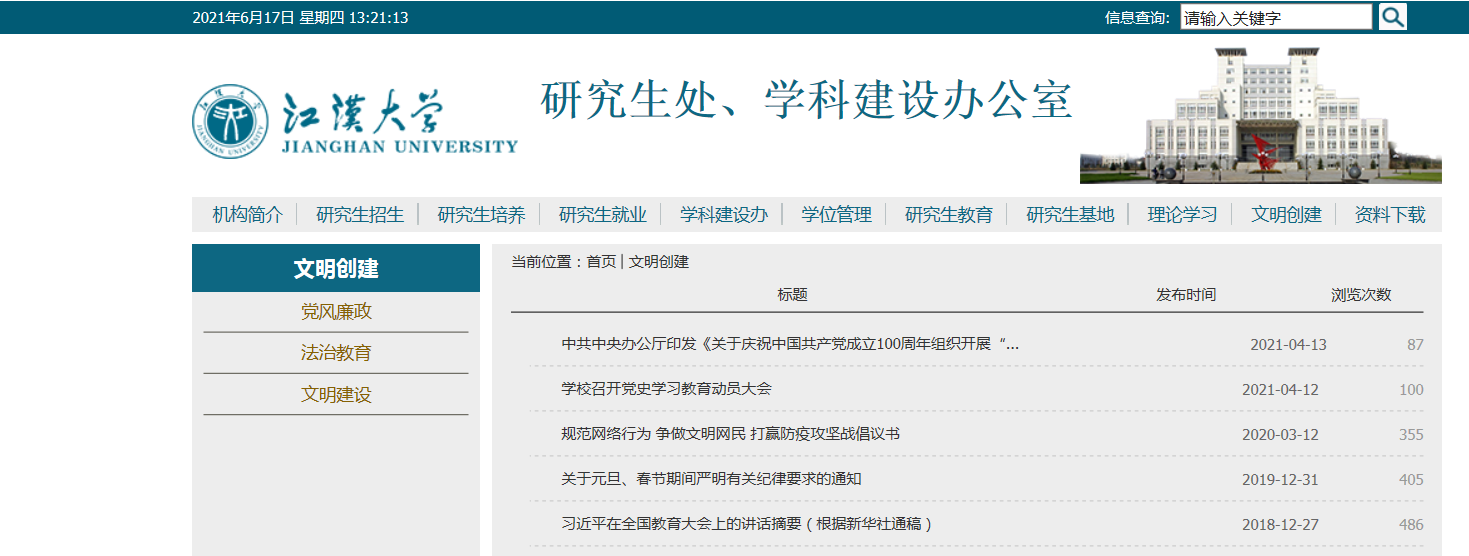 2021年6月17日 星期四 13:21:13 信息查询: 请输入关键字
江漢大学
JIANGHAN UNIVERSITY
研究生处、学科建设办公室
机构简介 研究生招生 研究生培养 研究生就业 学科建设办 学位管理 研究生教育 研究生基地 理论学习 文明创建 资料下载
文明创建
党风廉政
法治教育
文明建设
当前位置：首页 | 文明创建
标题 发布时间 浏览次数
中共中央办公厅印发《关于庆祝中国共产党成立100周年组织开展“... 2021-04-13 87
学校召开党史学习教育动员大会 2021-04-12 100
规范网络行为 争做文明网民 打赢防疫攻坚战倡议书 2020-03-12 355
关于元旦、春节期间严明有关纪律要求的通知 2019-12-31 405
习近平在全国教育大会上的讲话摘要（根据新华社通稿） 2018-12-27 486